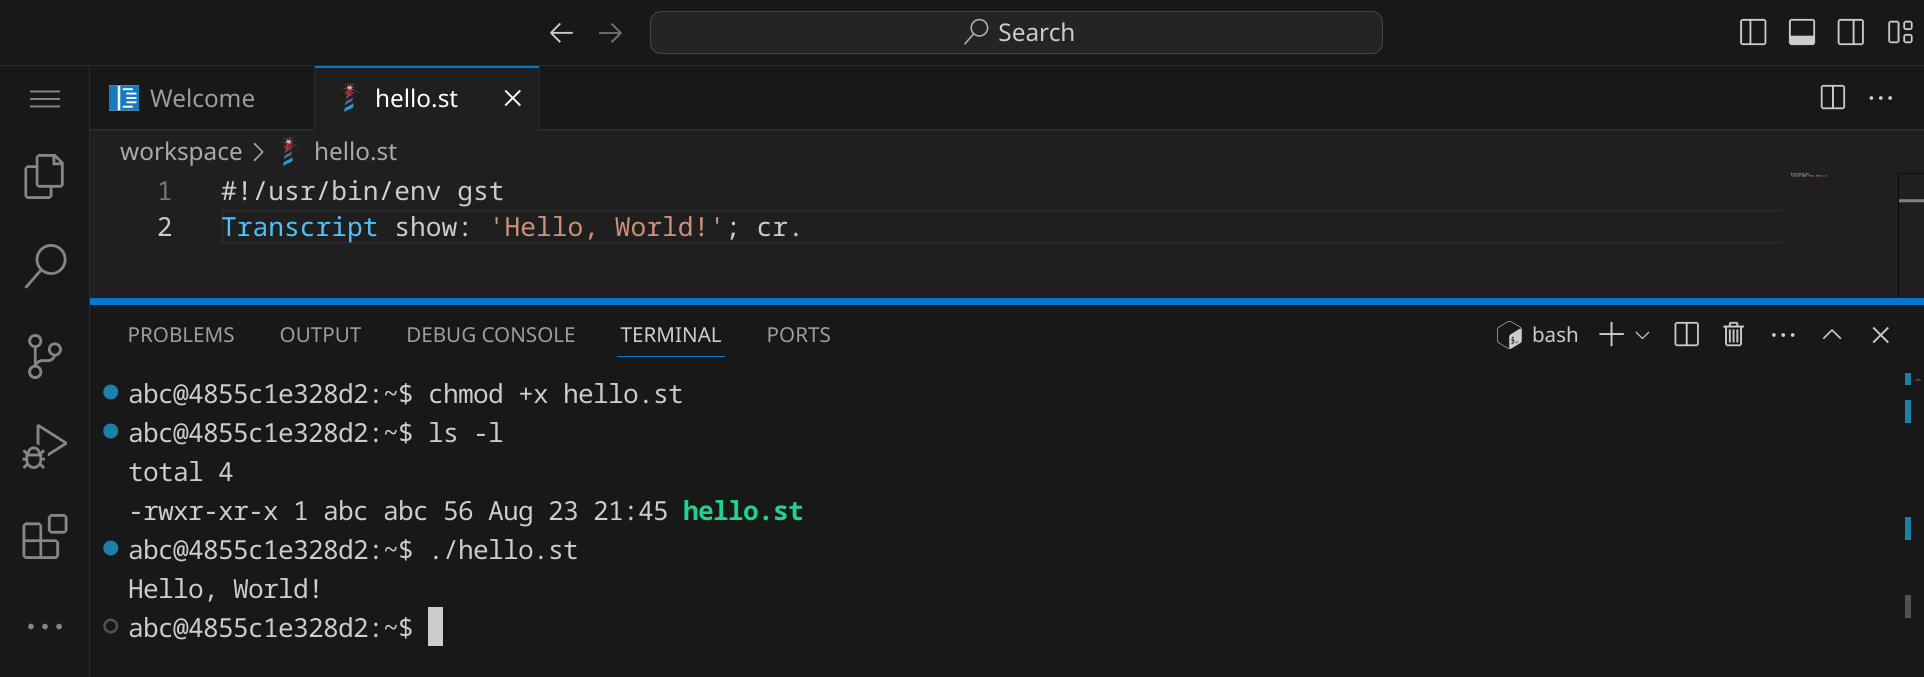 Search
Welcome
hello.st
workspace > hello.st
1 #!/usr/bin/env gst
2 Transcript show: 'Hello, World!'; cr.
PROBLEMS OUTPUT DEBUG CONSOLE TERMINAL PORTS bash
abc@4855c1e328d2:~$ chmod +x hello.st
abc@4855c1e328d2:~$ ls -l
total 4
-rwxr-xr-x 1 abc abc 56 Aug 23 21:45 hello.st
abc@4855c1e328d2:~$ ./hello.st
Hello, World!
abc@4855c1e328d2:~$